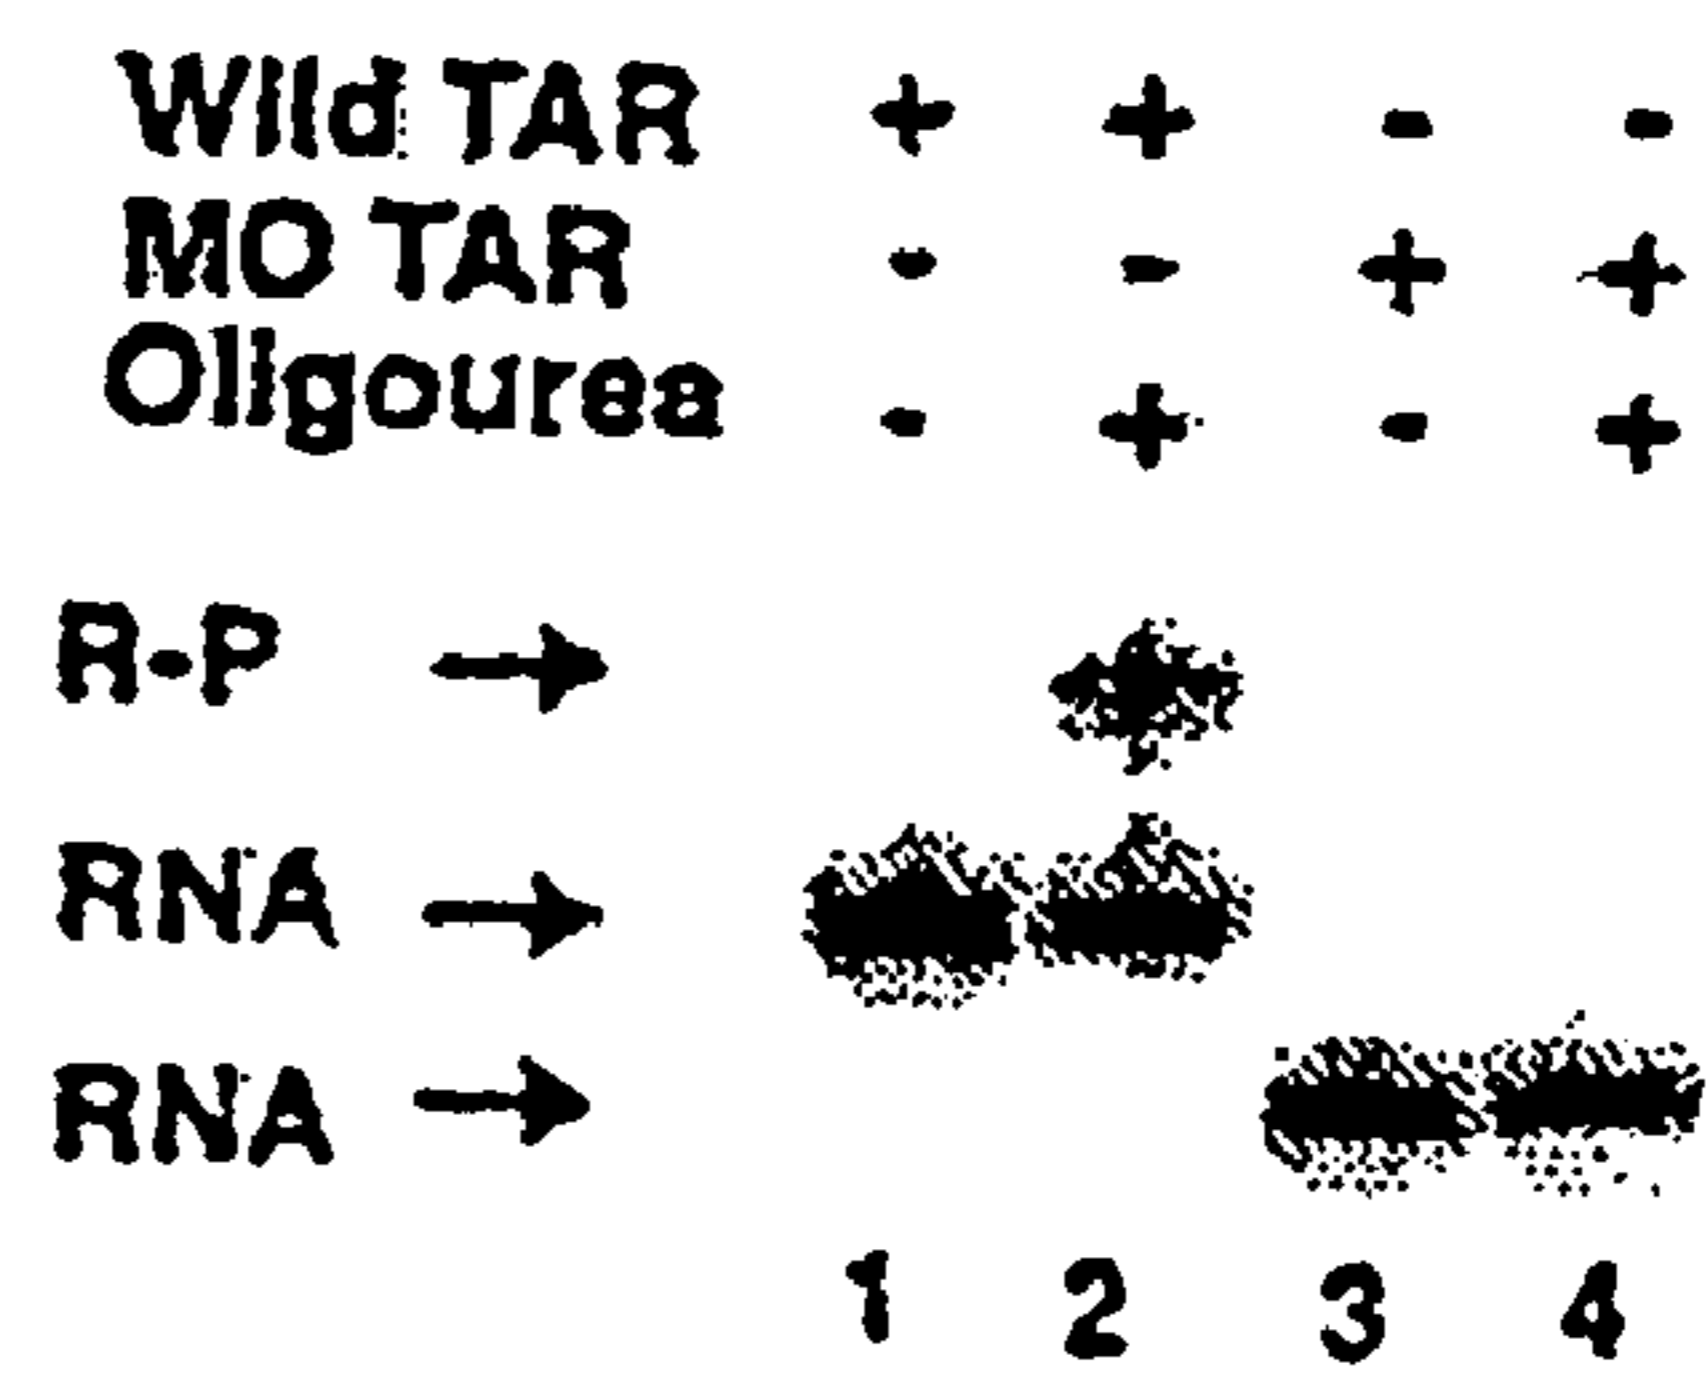 Wild TAR + + - -
MO TAR - - + +
Oligourea - + - +
R-P →
RNA →
RNA →
1 2 3 4